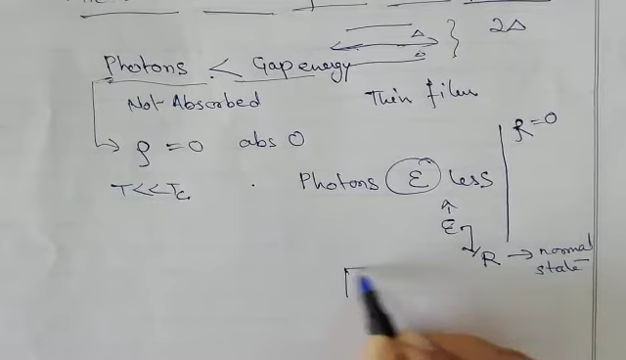 2Δ
Δ
Photons < Gap energy
Δ
Not-Absorbed
Thin film
R=0
ρ = 0 abs 0
T<<Tc
Photons ε less
↑
ε
R → normal
state